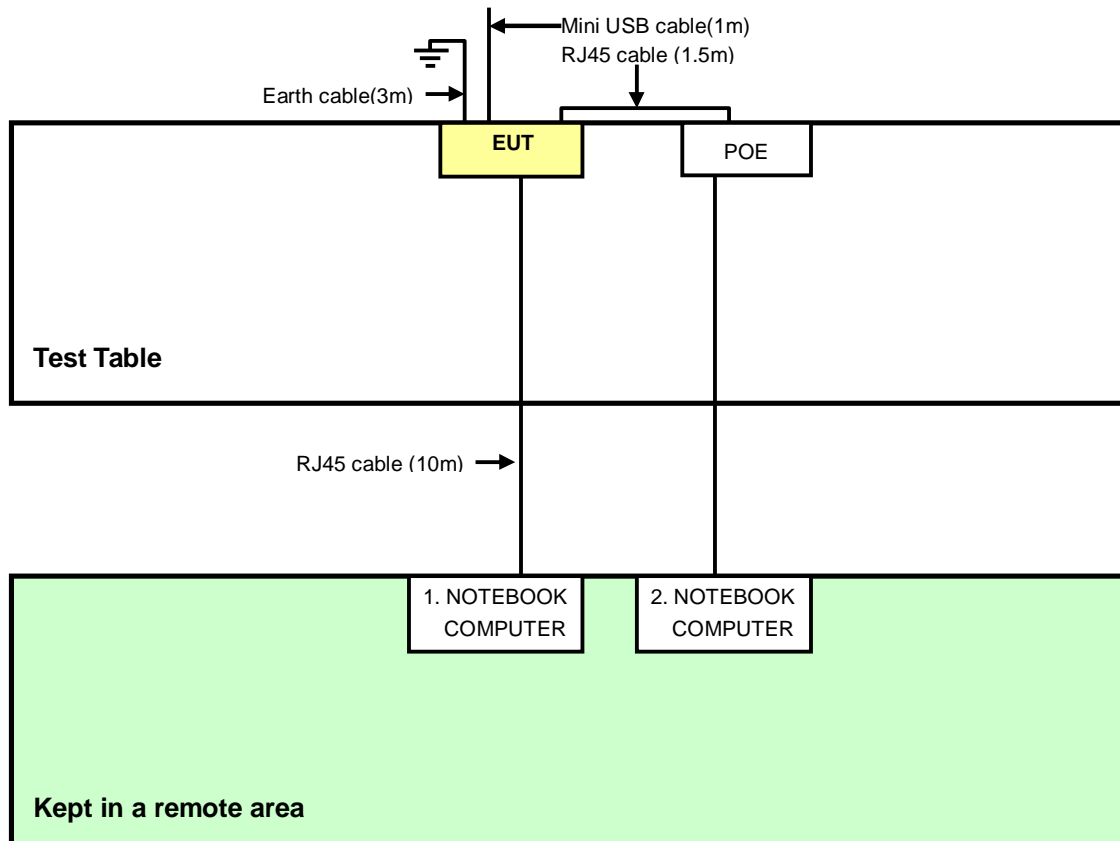 Mini USB cable(1m)
RJ45 cable (1.5m)
Earth cable(3m)
EUT
POE
Test Table
RJ45 cable (10m)
1. NOTEBOOK
COMPUTER
2. NOTEBOOK
COMPUTER
Kept in a remote area